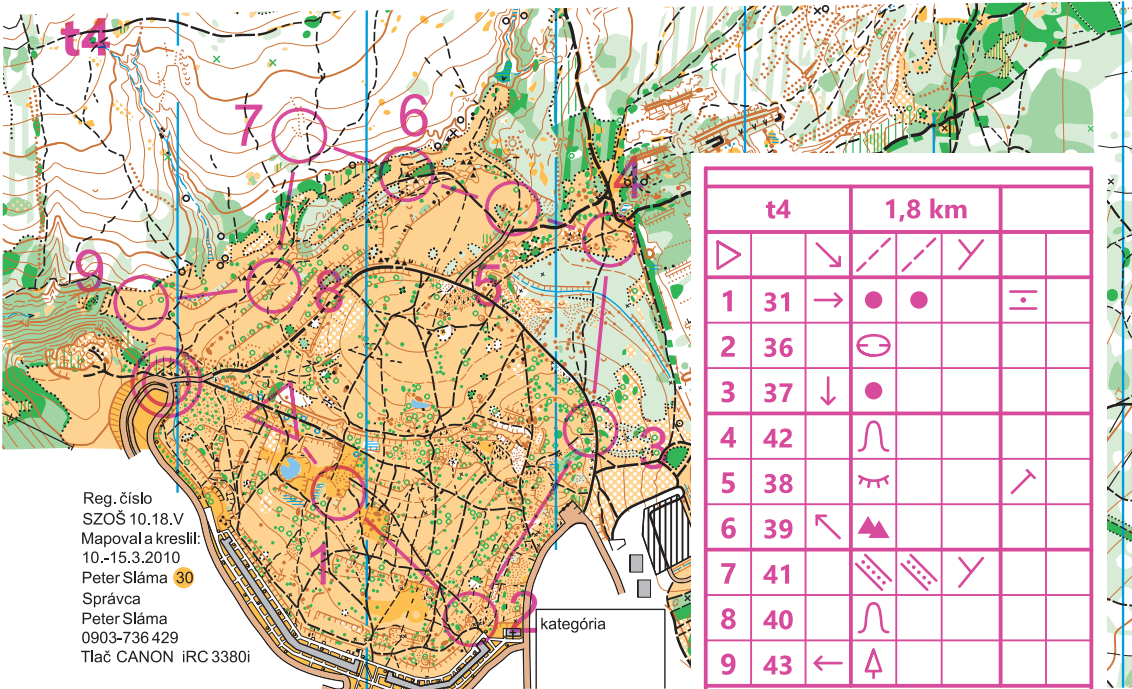 t4
7
6
4
5
8
9
3
1
2
Reg. číslo
SZOŠ 10.18.V
Mapoval a kreslil:
10.-15.3.2010
Peter Sláma 30
Správca
Peter Sláma
0903-736 429
Tlač CANON iRC 3380i
kategória
t4 1,8 km
1 31
2 36
3 37
4 42
5 38
6 39
7 41
8 40
9 43